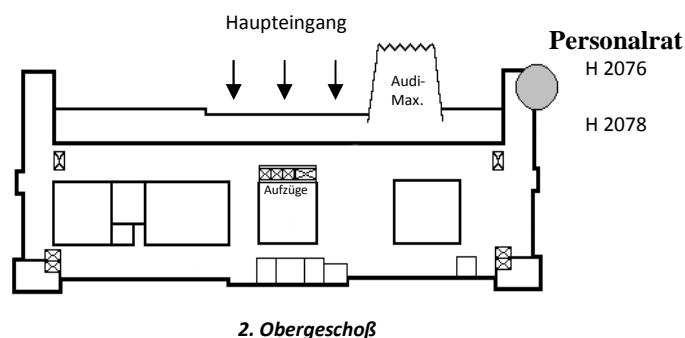 Haupteingang
Personalrat
H 2076
Audi-
Max.
H 2078
Aufzüge
2. Obergeschoß